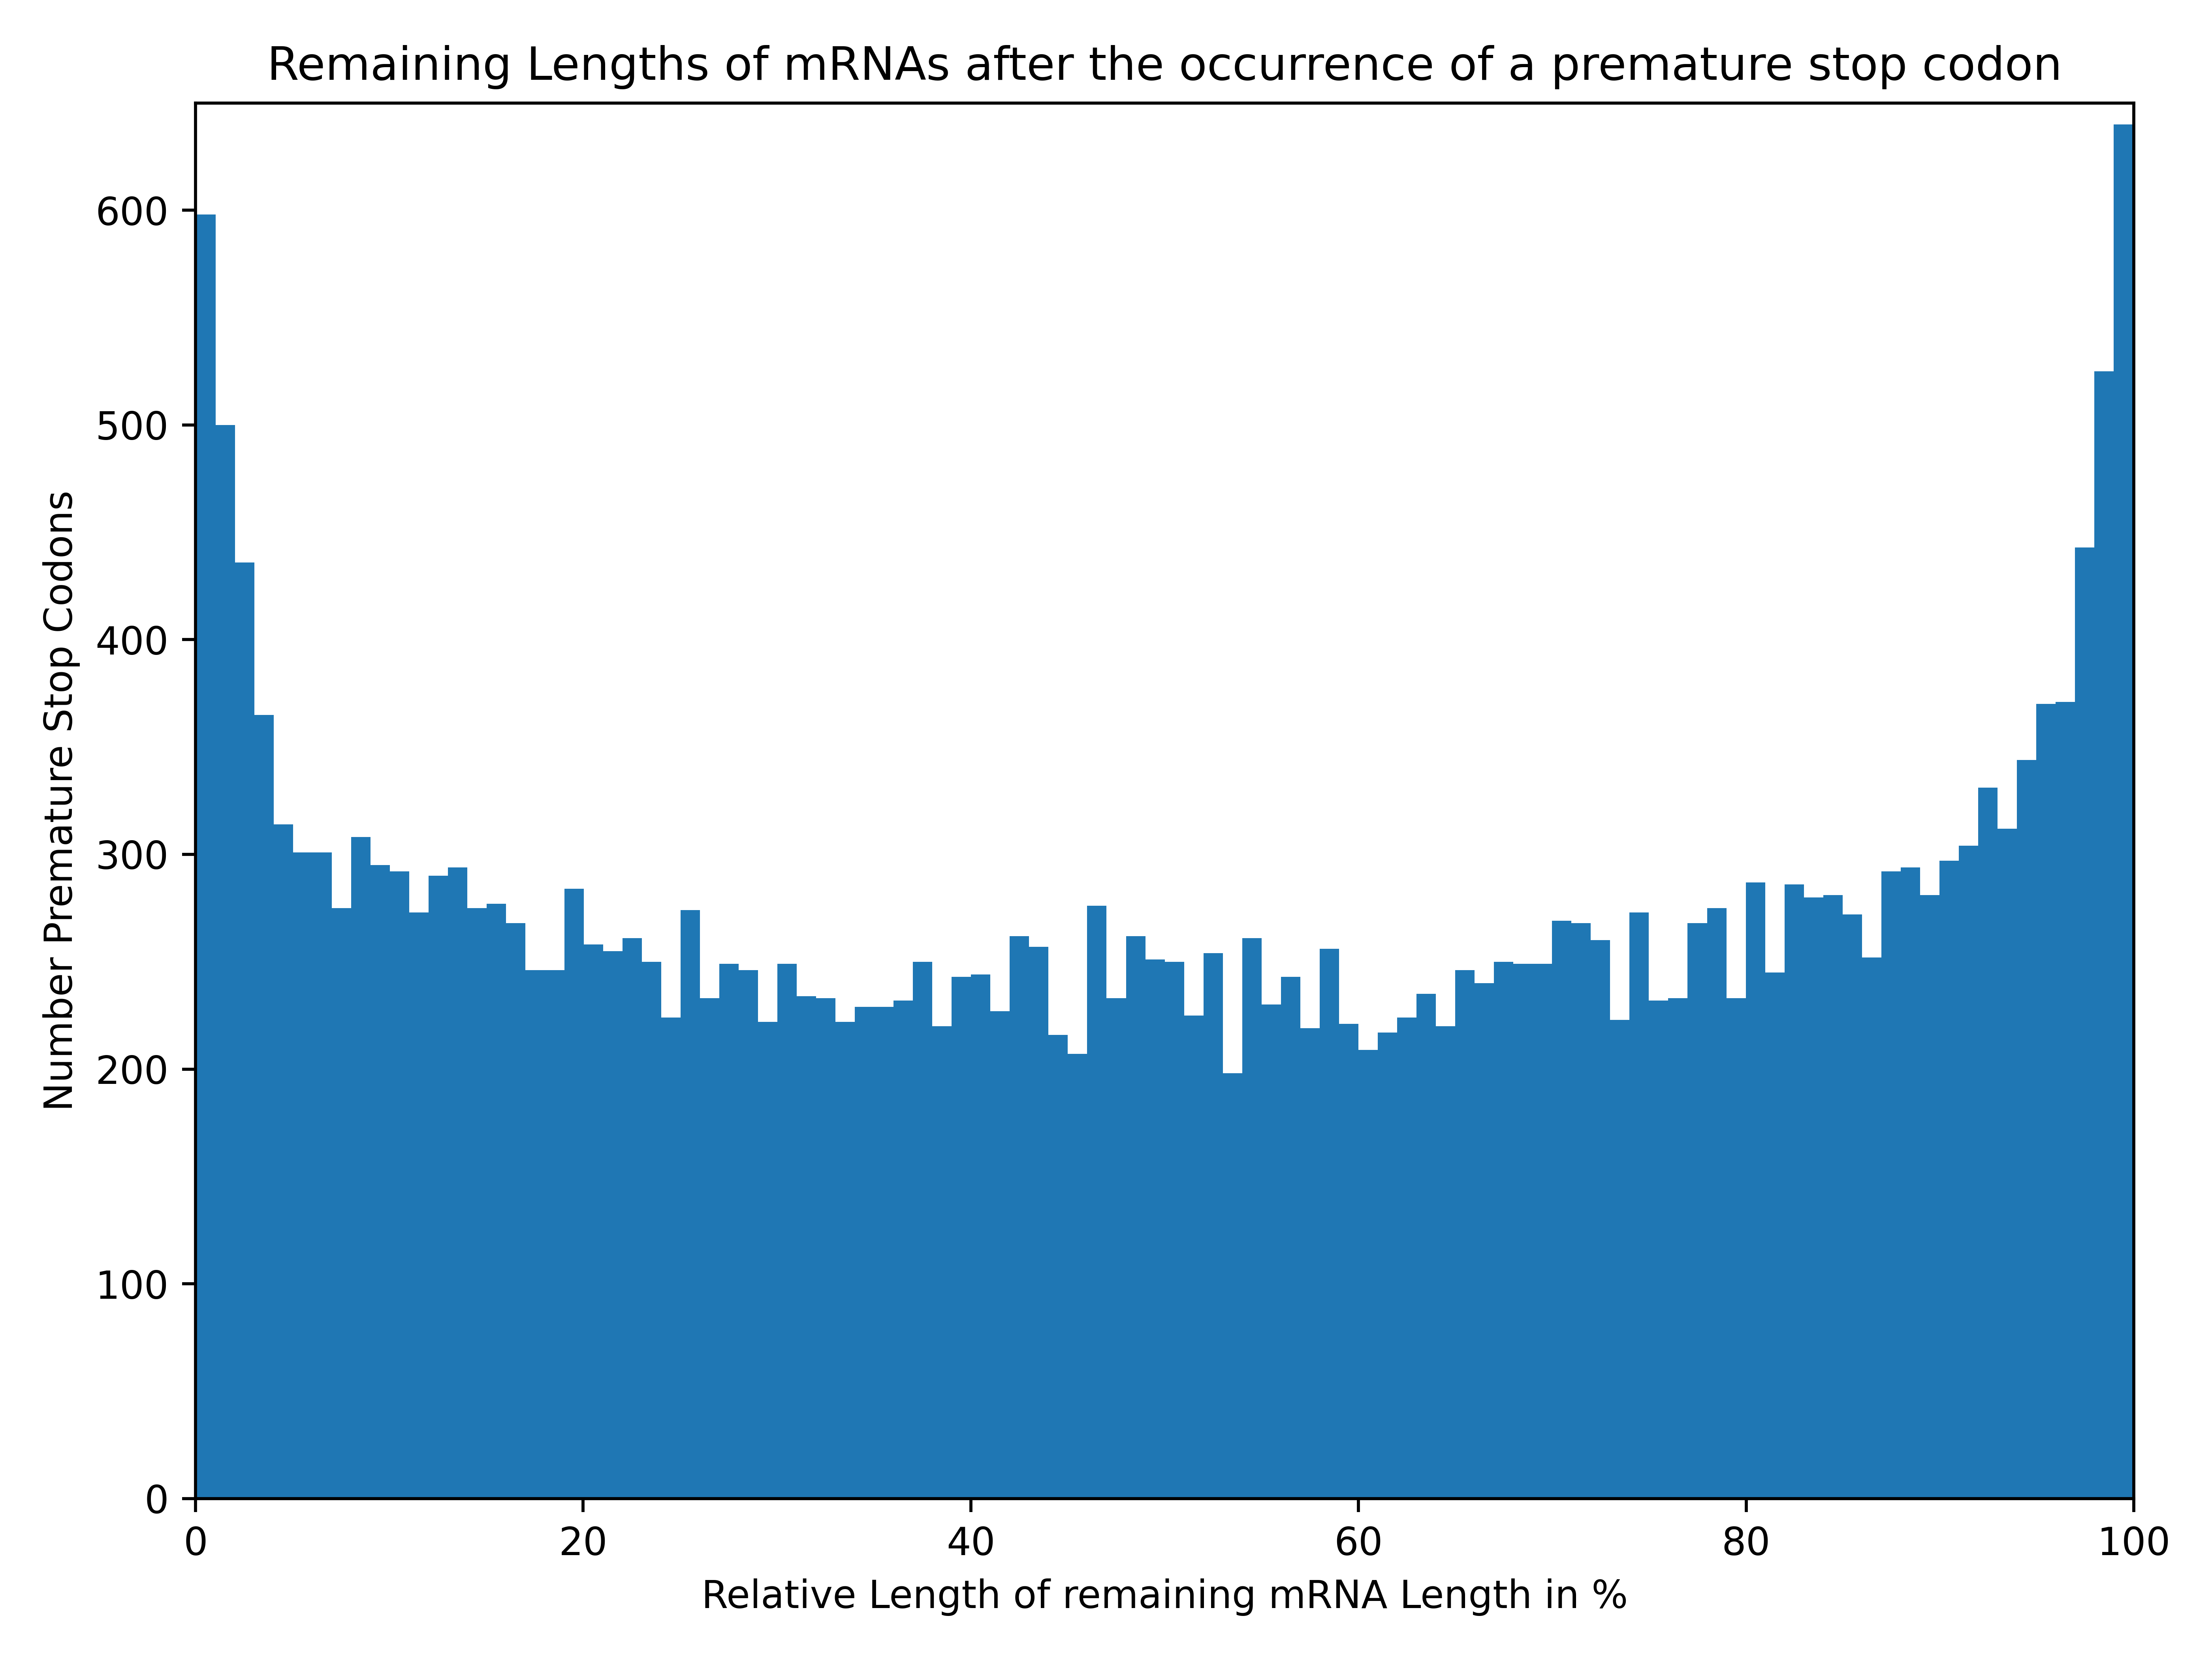 Remaining Lengths of mRNAs after the occurrence of a premature stop codon
Number Premature Stop Codons
600
500
400
300
200
100
0
0 20 40 60 80 100
Relative Length of remaining mRNA Length in %